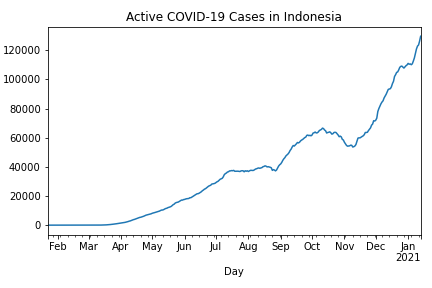 Active COVID-19 Cases in Indonesia
120000
100000
80000
60000
40000
20000
0
Feb Mar Apr May Jun Jul Aug Sep Oct Nov Dec Jan
2021
Day